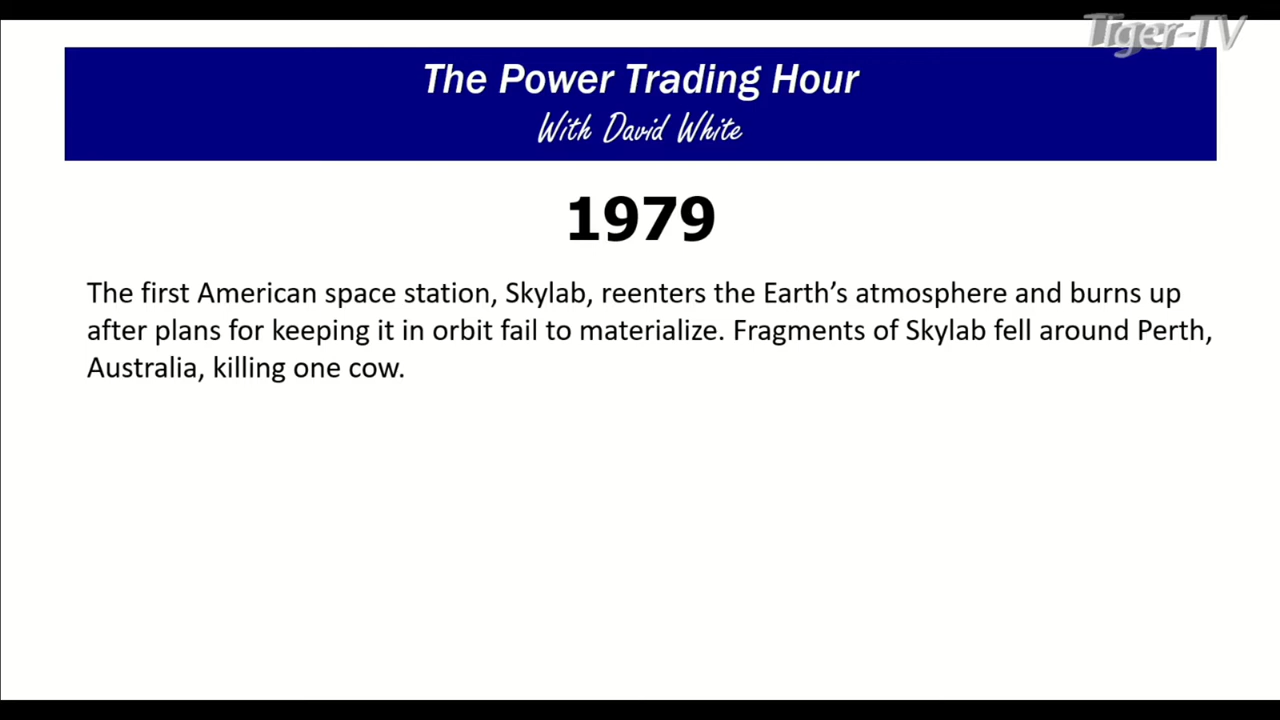 Tiger-TV
The Power Trading Hour
With David White
1979
The first American space station, Skylab, reenters the Earth’s atmosphere and burns up
after plans for keeping it in orbit fail to materialize. Fragments of Skylab fell around Perth,
Australia, killing one cow.